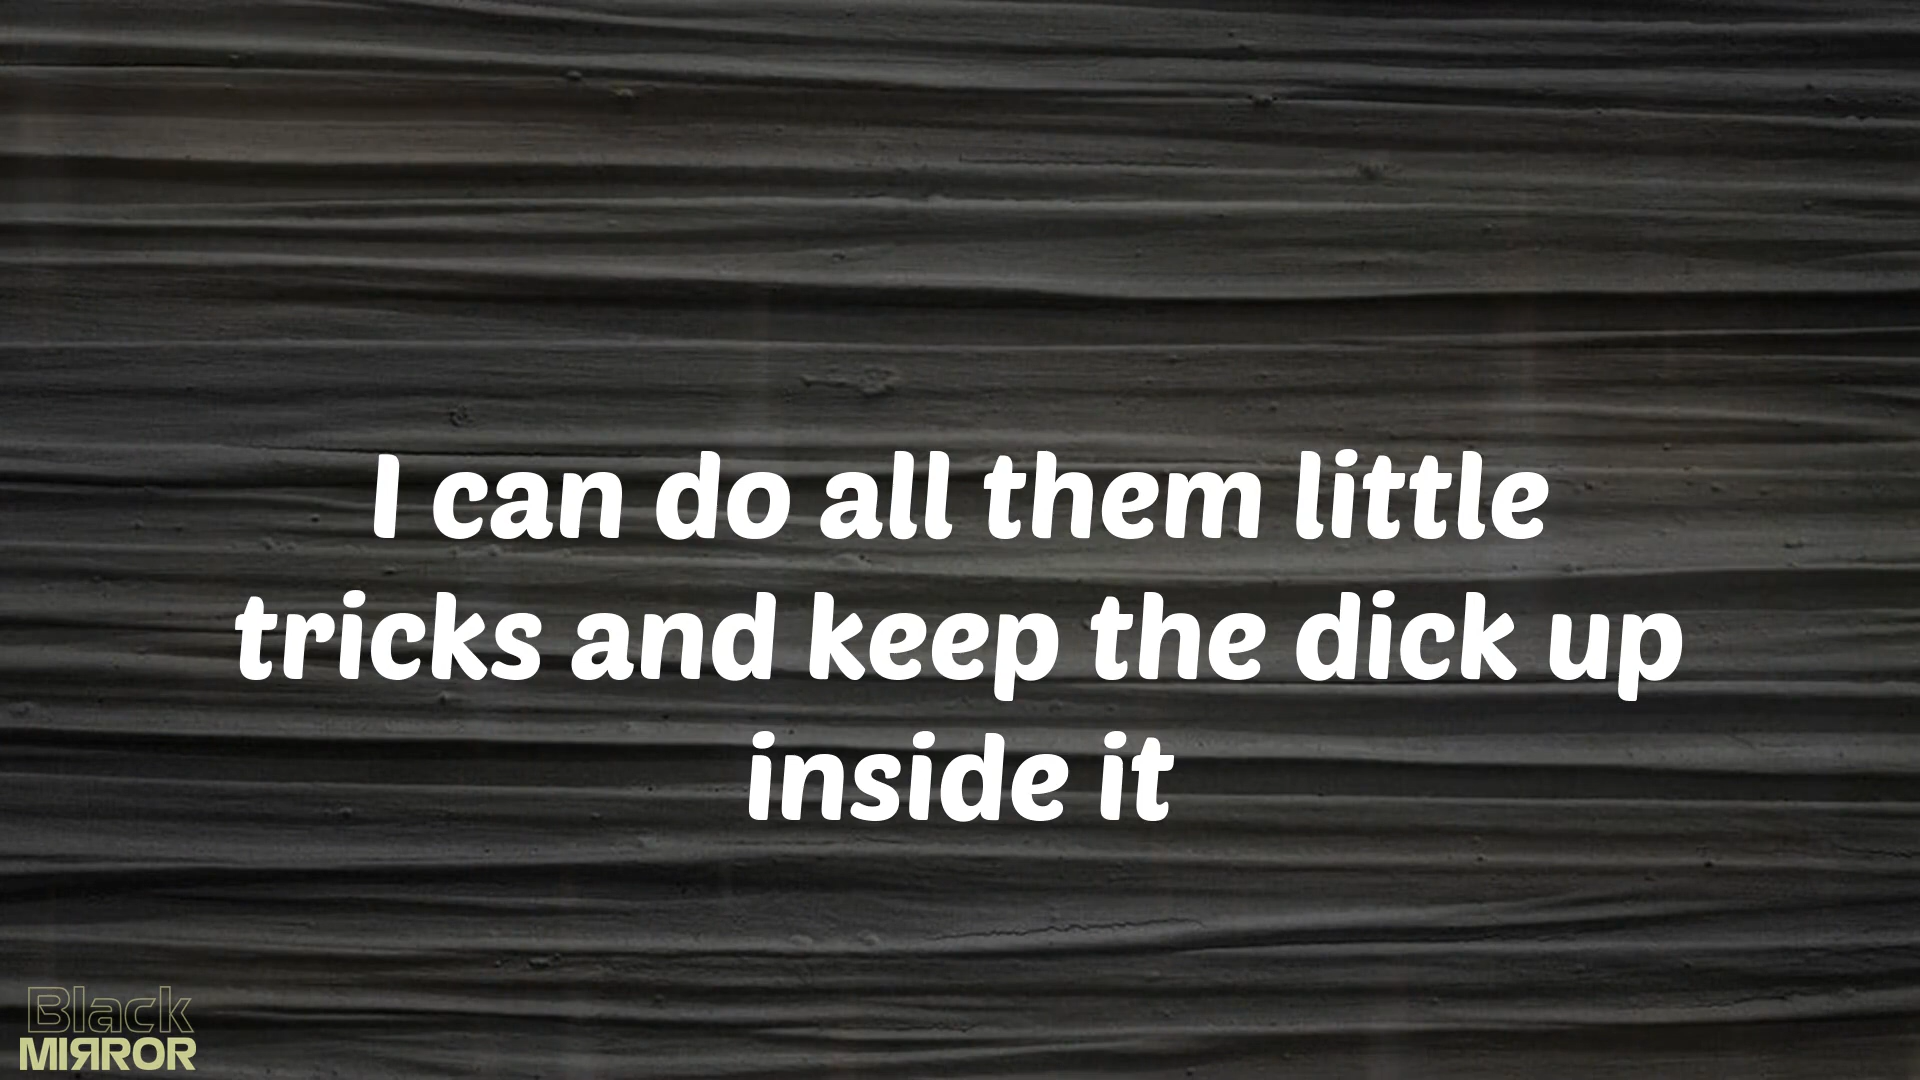 I can do all them little
tricks and keep the dick up
inside it
Black
MIRROR